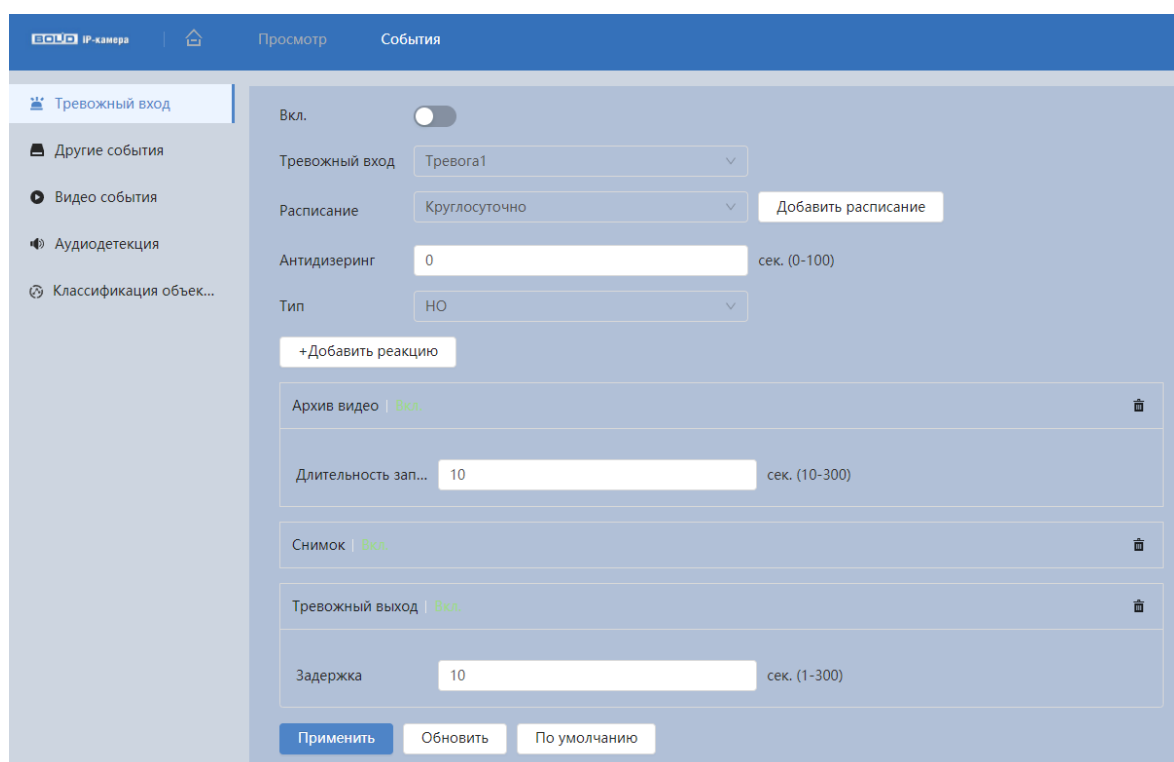 BOLID IP-камера Просмотр События
Тревожный вход
Другие события
Видео события
Аудиодетекция
Классификация объек...
Вкл.
Тревожный вход Тревога1
Расписание Круглосуточно Добавить расписание
Антидизеринг 0 сек. (0-100)
Тип НО
+Добавить реакцию
Архив видео |
Длительность зап... 10 сек. (10-300)
Снимок |
Тревожный выход | Вкл.
Задержка 10 сек. (1-300)
Применить Обновить По умолчанию